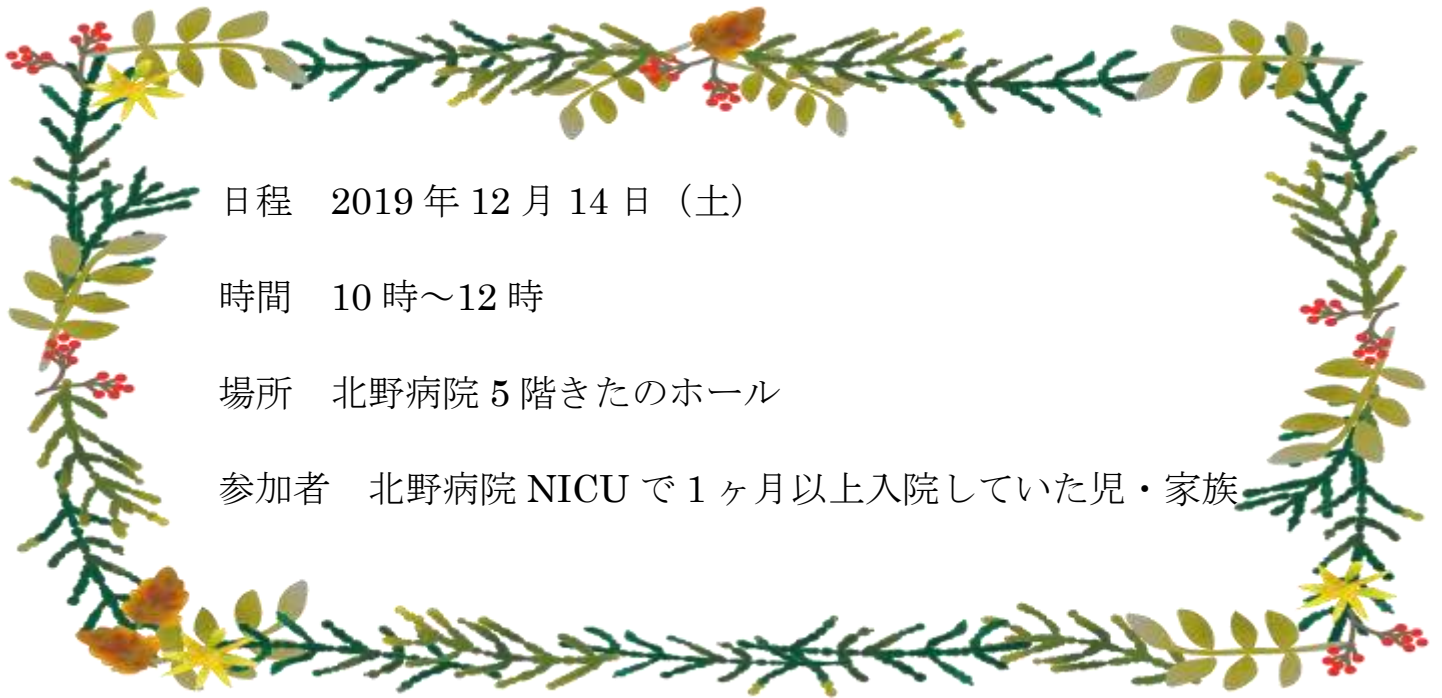 日程　2019 年 12 月 14 日（土）
時間　10 時～12 時
場所　北野病院 5 階きたのホール
参加者　北野病院 NICU で 1 ヶ月以上入院していた児・家族